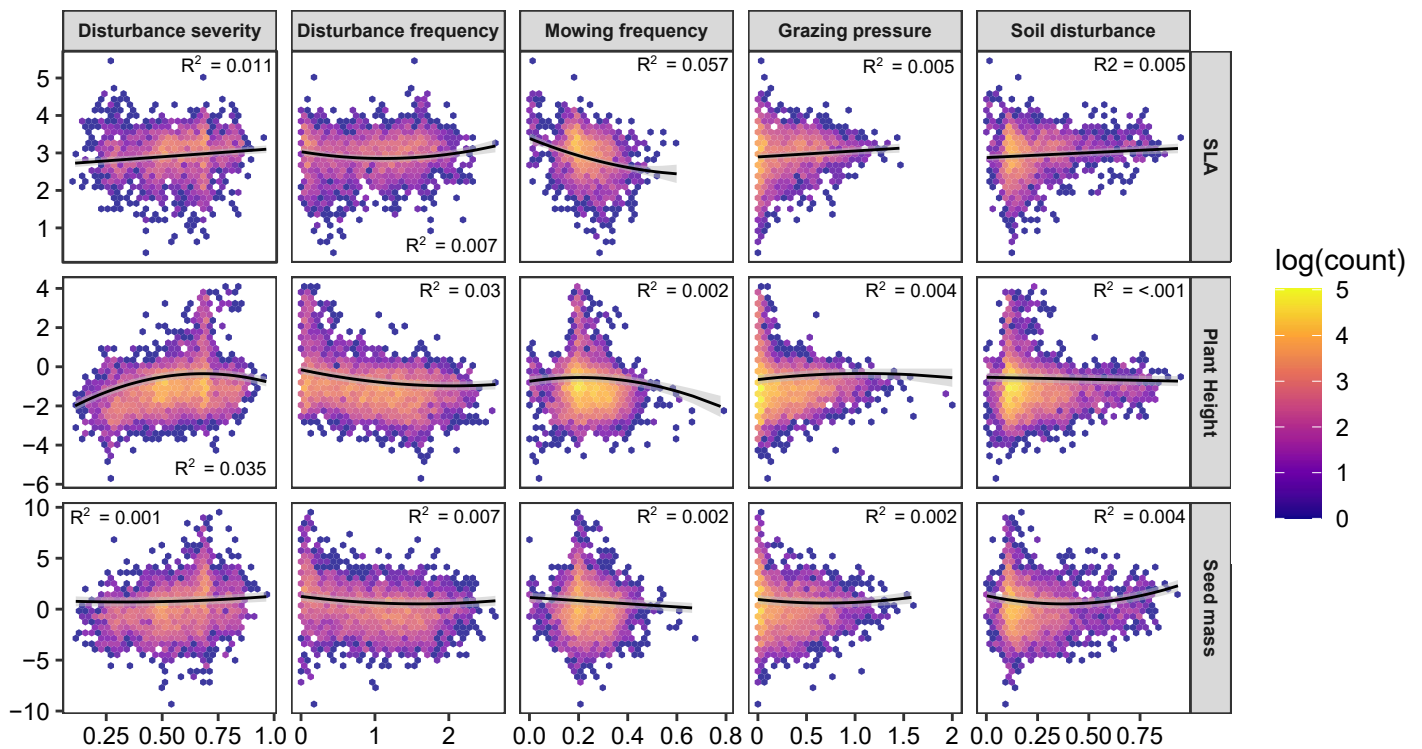 Disturbance severity
Disturbance frequency
Mowing frequency
Grazing pressure
Soil disturbance
R² = 0.011
R² = 0.007
R² = 0.057
R² = 0.005
R2 = 0.005
5
4
3
2
1
SLA
R² = 0.035
R² = 0.03
R² = 0.002
R² = 0.004
R² = <.001
4
2
0
−2
−4
−6
Plant Height
R² = 0.001
R² = 0.007
R² = 0.002
R² = 0.002
R² = 0.004
10
5
0
−5
−10
Seed mass
0.25 0.50 0.75 1.0
0 1 2
0.0 0.2 0.4 0.6 0.8
0.0 0.5 1.0 1.5 2.0
0.0 0.25 0.50 0.75
log(count)
5
4
3
2
1
0